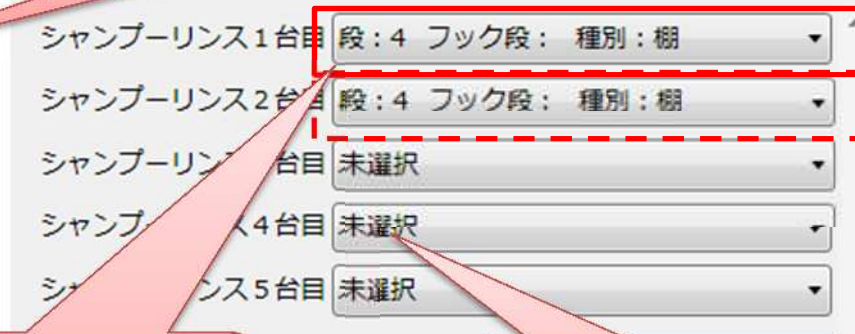 シャンプーリンス1台目 段：4 フック段： 種別：棚
シャンプーリンス2台目 段：4 フック段： 種別：棚
シャンプーリン 台目 未選択
シャンプー ス4台目 未選択
シャ ンス5台目 未選択